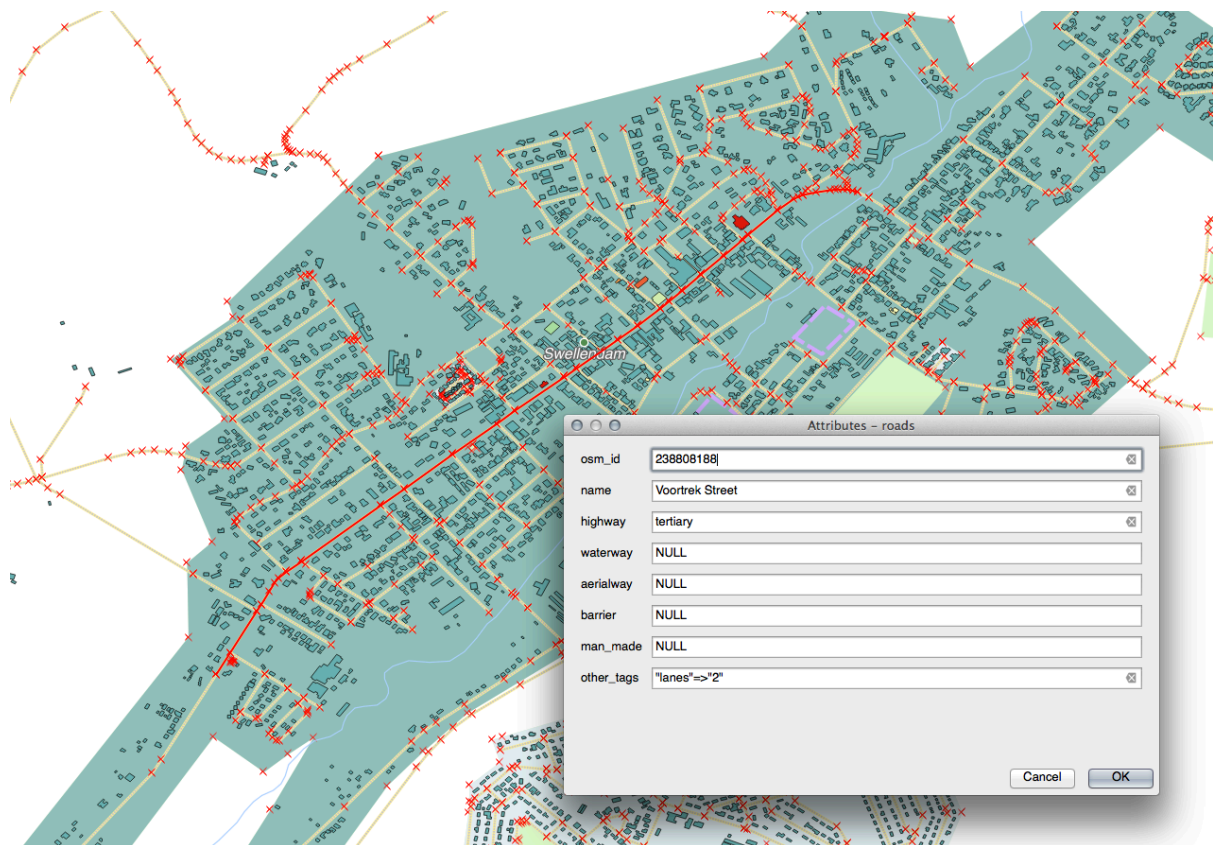 Swellendam
Attributes – roads
osm_id 238808188
name Voortrek Street
highway tertiary
waterway NULL
aerialway NULL
barrier NULL
man_made NULL
other_tags "lanes"=>"2"
Cancel OK